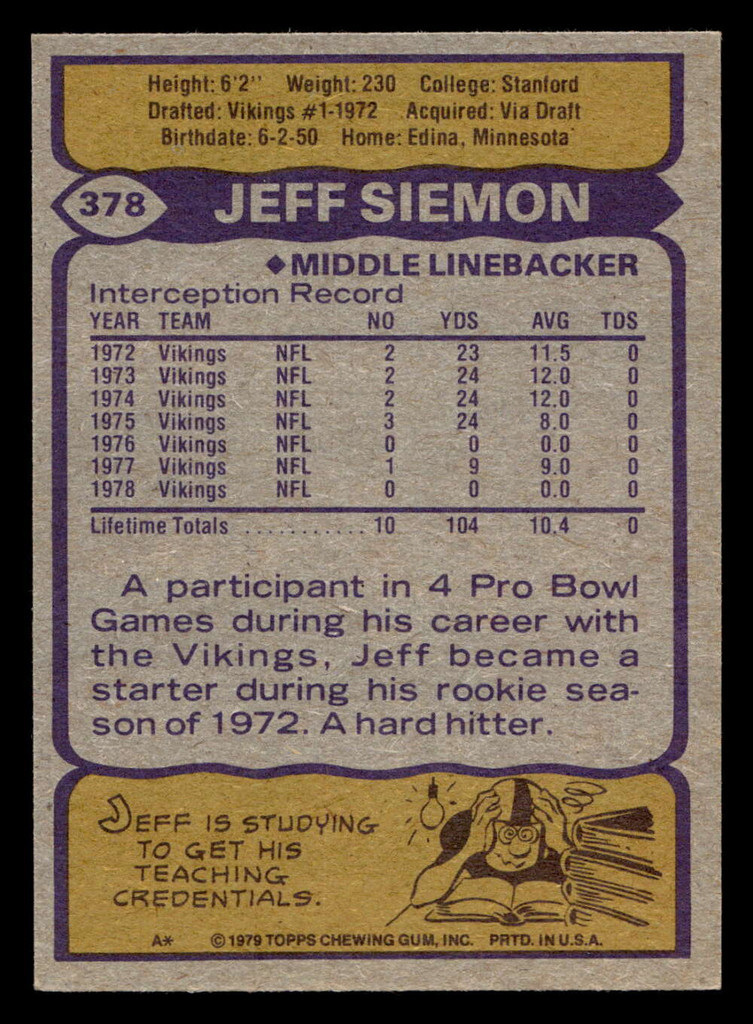 Height: 6'2" Weight: 230 College: Stanford
Drafted: Vikings #1-1972 Acquired: Via Draft
Birthdate: 6-2-50 Home: Edina, Minnesota
378 JEFF SIEMON
◆MIDDLE LINEBACKER
Interception Record
YEAR TEAM NO YDS AVG TDS
1972 Vikings NFL 2 23 11.5 0
1973 Vikings NFL 2 24 12.0 0
1974 Vikings NFL 2 24 12.0 0
1975 Vikings NFL 3 24 8.0 0
1976 Vikings NFL 0 0 0.0 0
1977 Vikings NFL 1 9 9.0 0
1978 Vikings NFL 0 0 0.0 0
Lifetime Totals ........... 10 104 10.4 0
A participant in 4 Pro Bowl
Games during his career with
the Vikings, Jeff became a
starter during his rookie sea-
son of 1972. A hard hitter.
JEFF IS STUDYING
TO GET HIS
TEACHING
CREDENTIALS.
A* © 1979 TOPPS CHEWING GUM, INC. PRTD. IN U.S.A.